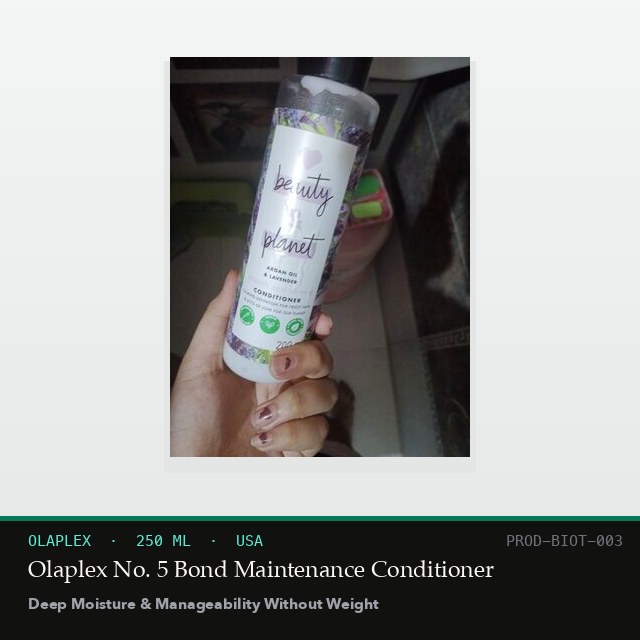 beauty
&
planet
ARGAN OIL
& LAVENDER
CONDITIONER
200
OLAPLEX · 250 ML · USA
PROD–BIOT–003
Olaplex No. 5 Bond Maintenance Conditioner
Deep Moisture & Manageability Without Weight